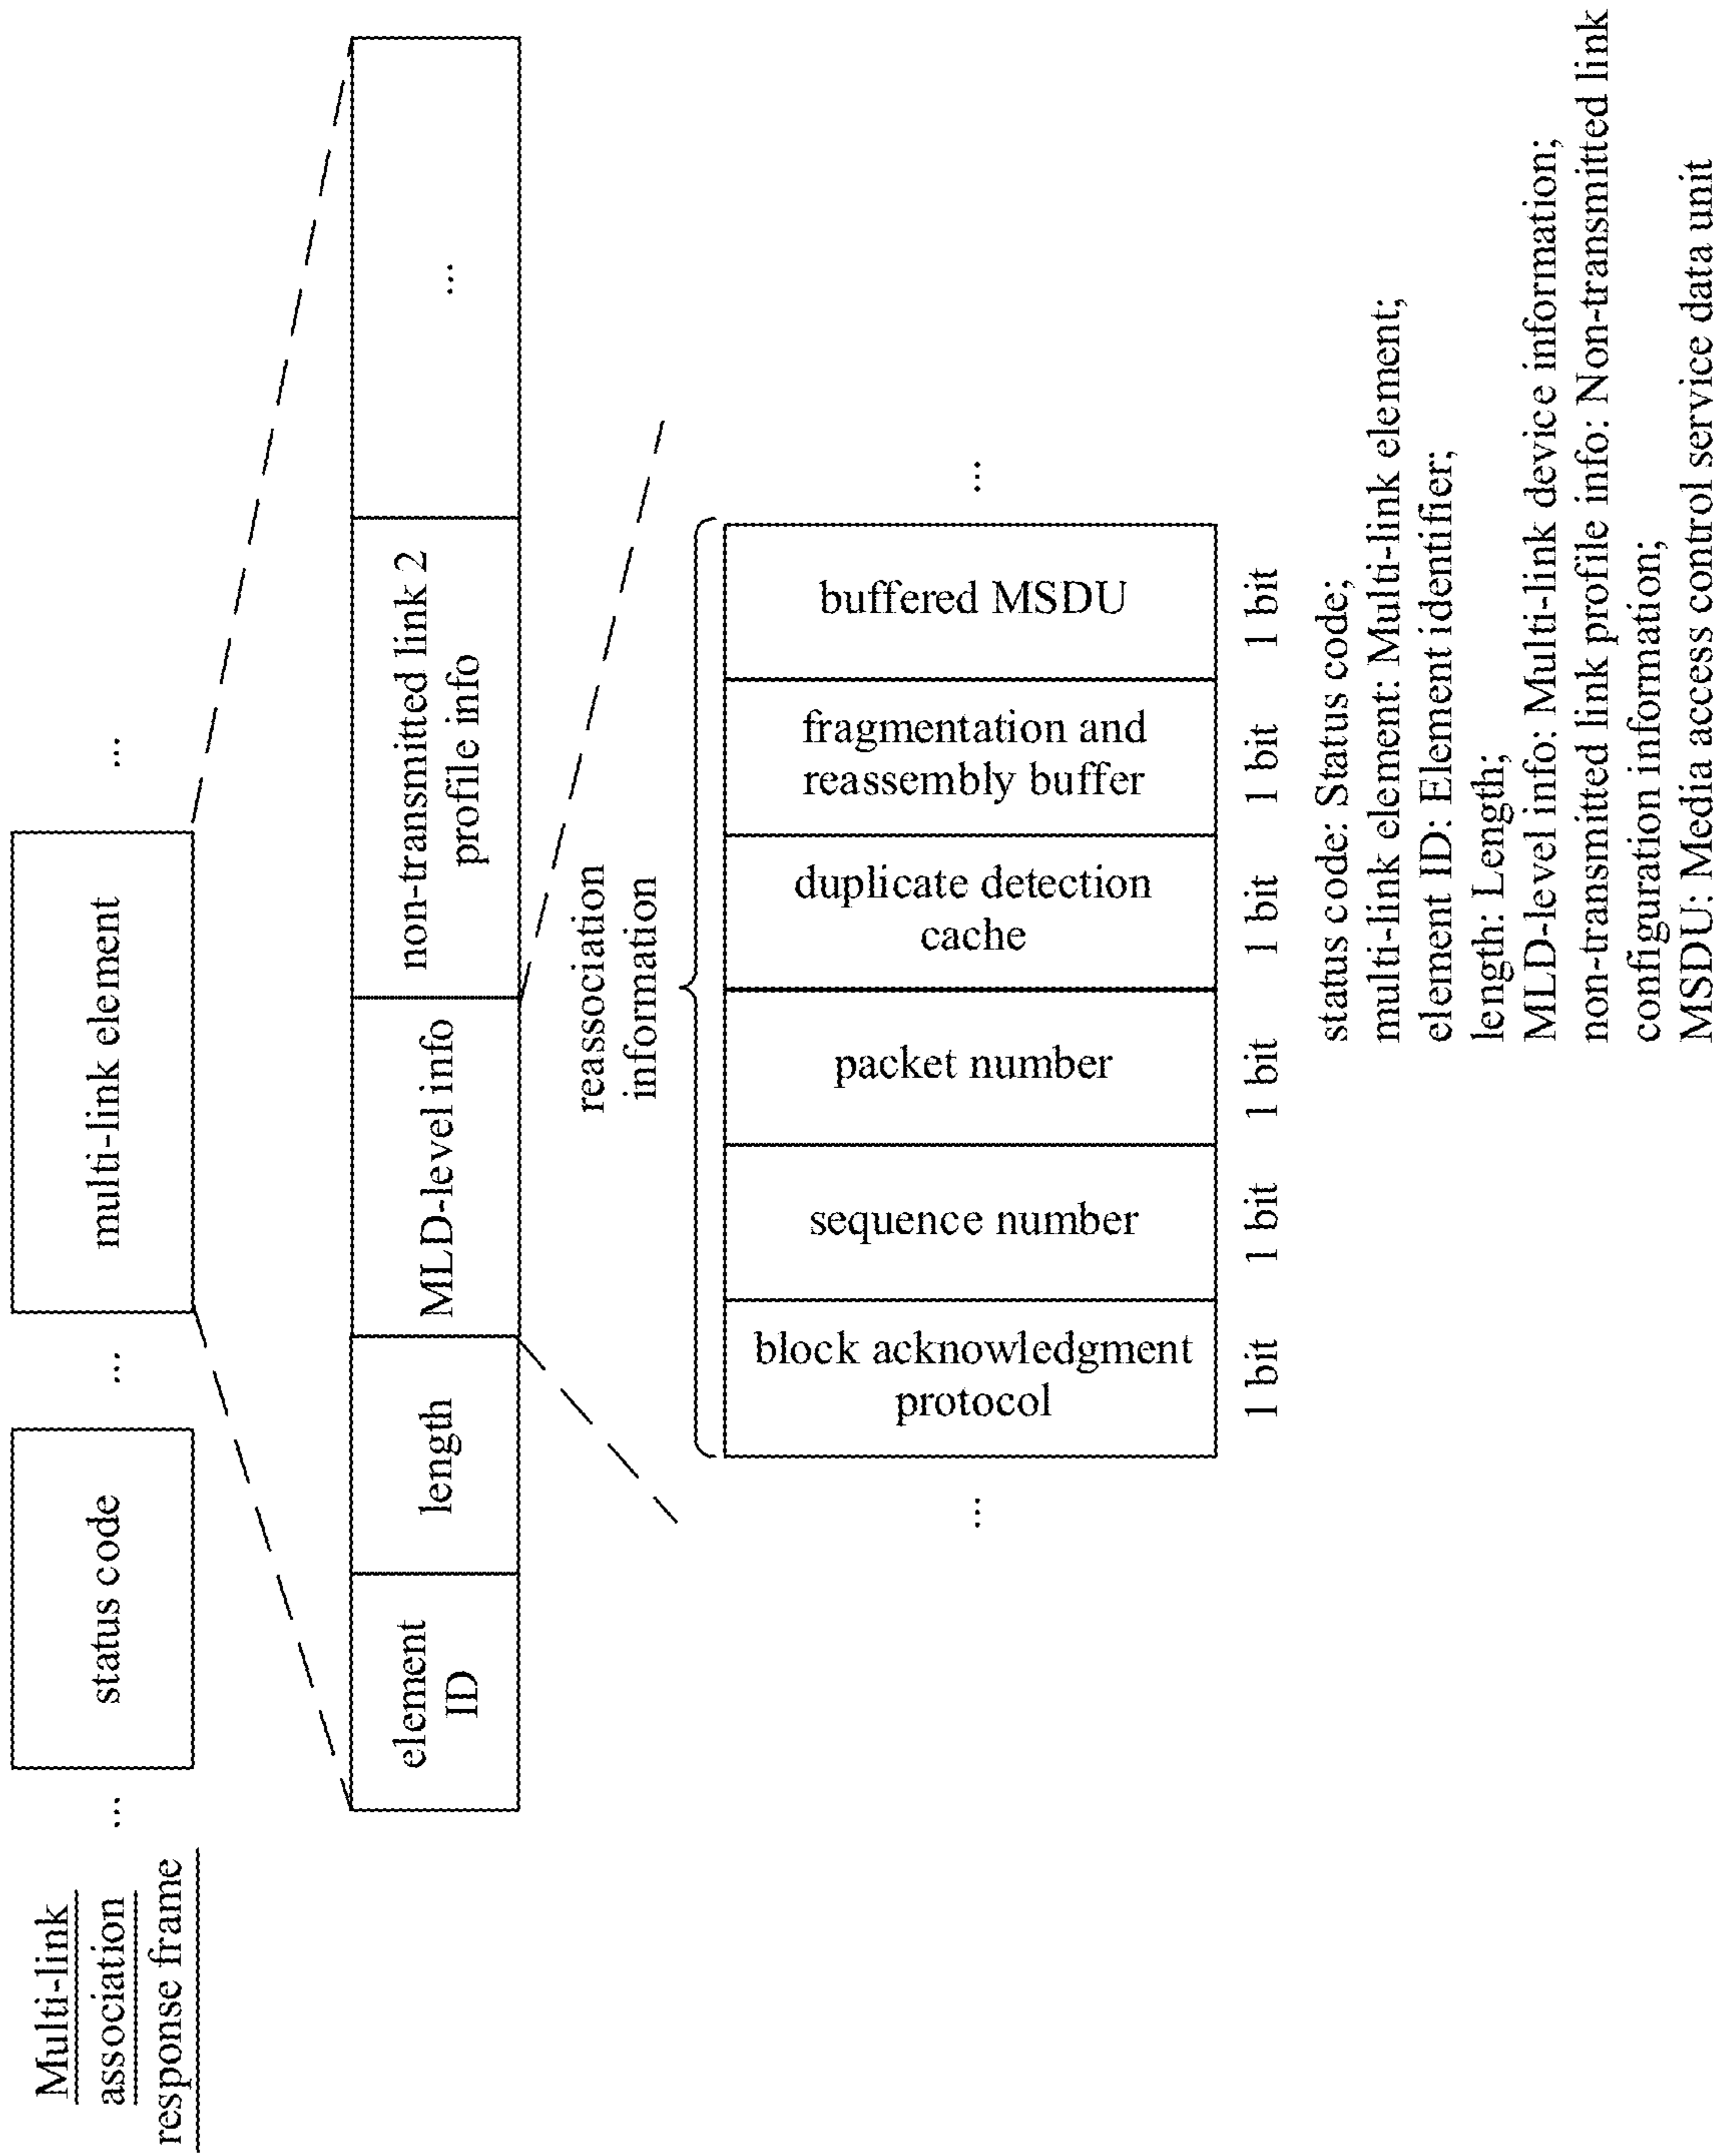 Multi-link
association
response frame
...
status code
...
multi-link element
...
element
ID
length
MLD-level info
non-transmitted link 2
profile info
...
reassociation
information
...
block acknowledgment
protocol
sequence number
packet number
duplicate detection
cache
fragmentation and
reassembly buffer
buffered MSDU
...
1 bit
1 bit
1 bit
1 bit
1 bit
1 bit
status code: Status code;
multi-link element: Multi-link element;
element ID: Element identifier;
length: Length;
MLD-level info: Multi-link device information;
non-transmitted link profile info: Non-transmitted link
configuration information;
MSDU: Media access control service data unit